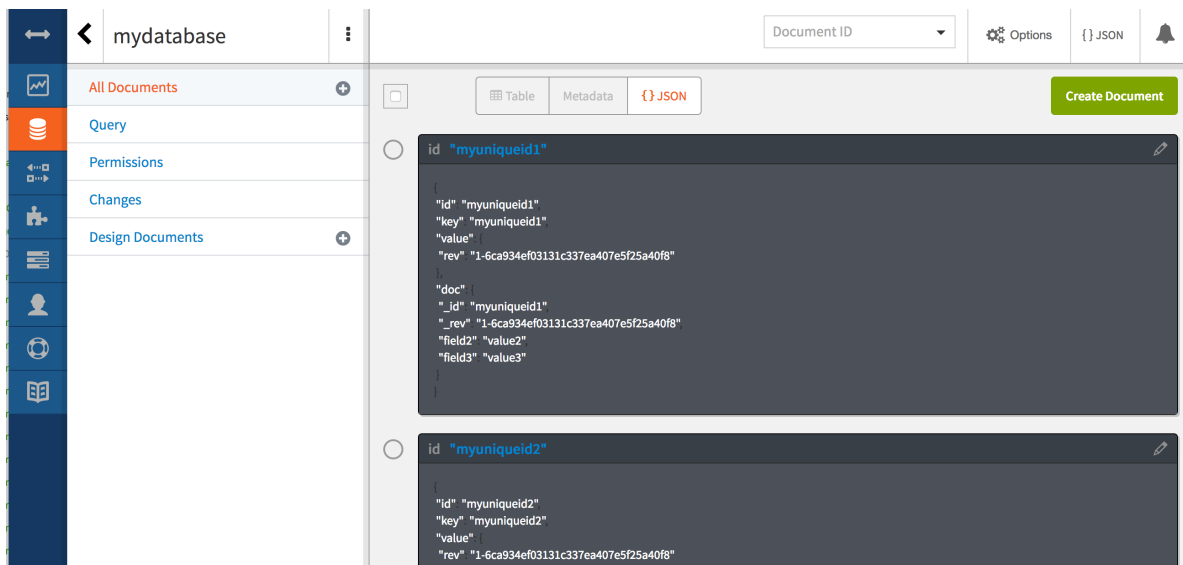 mydatabase
Document ID
Options
{ } JSON
All Documents
Query
Permissions
Changes
Design Documents
Table
Metadata
{ } JSON
Create Document
id "myuniqueid1"
{
"id": "myuniqueid1",
"key": "myuniqueid1",
"value": {
"rev": "1-6ca934ef03131c337ea407e5f25a40f8"
},
"doc": {
"_id": "myuniqueid1",
"_rev": "1-6ca934ef03131c337ea407e5f25a40f8",
"field2": "value2",
"field3": "value3"
}
}
id "myuniqueid2"
{
"id": "myuniqueid2",
"key": "myuniqueid2",
"value": {
"rev": "1-6ca934ef03131c337ea407e5f25a40f8"